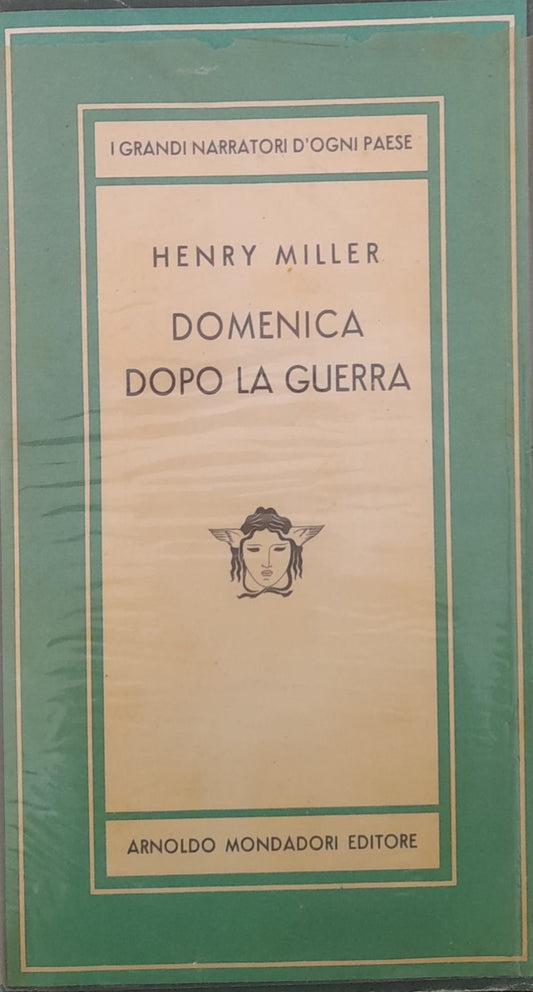 I GRANDI NARRATORI D'OGNI PAESE
HENRY MILLER
DOMENICA
DOPO LA GUERRA
ARNOLDO MONDADORI EDITORE